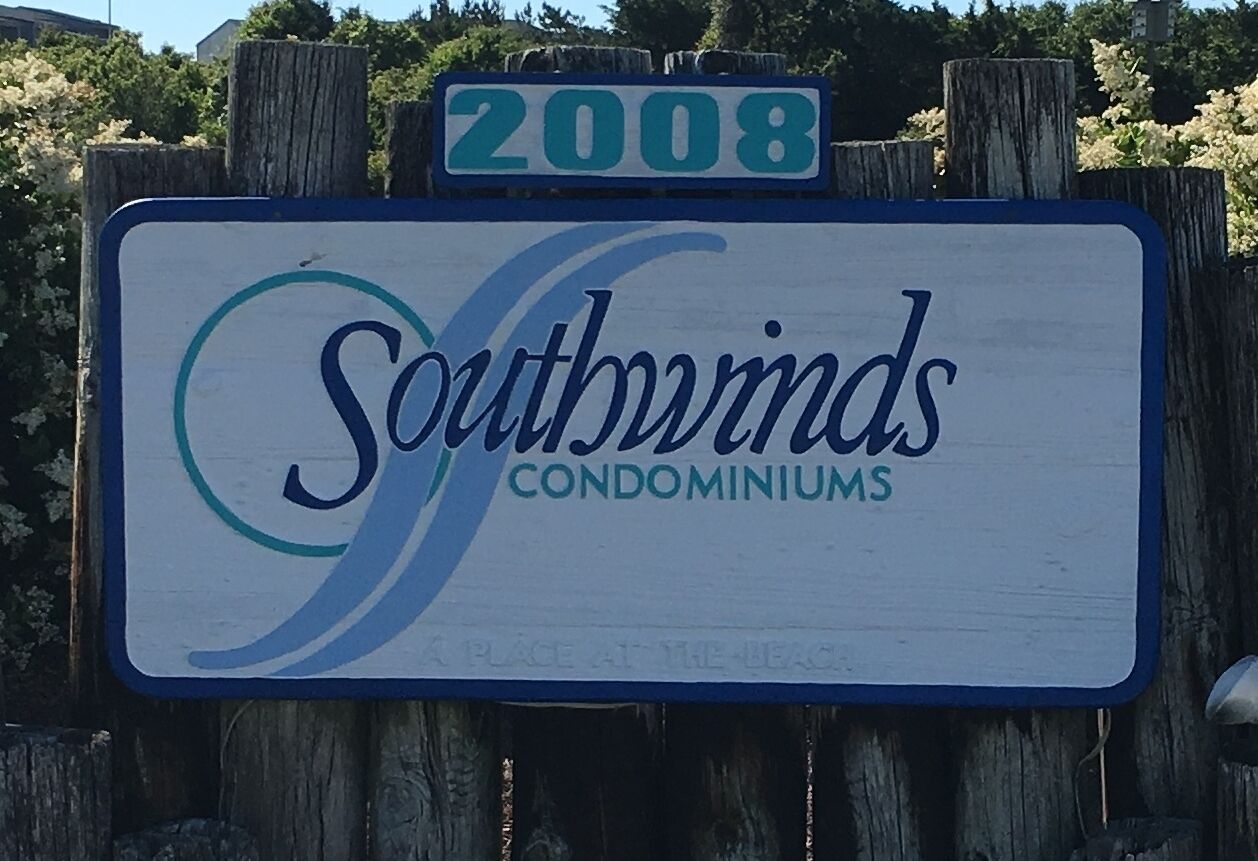 2008
Southwinds
CONDOMINIUMS
A PLACE AT THE BEACH